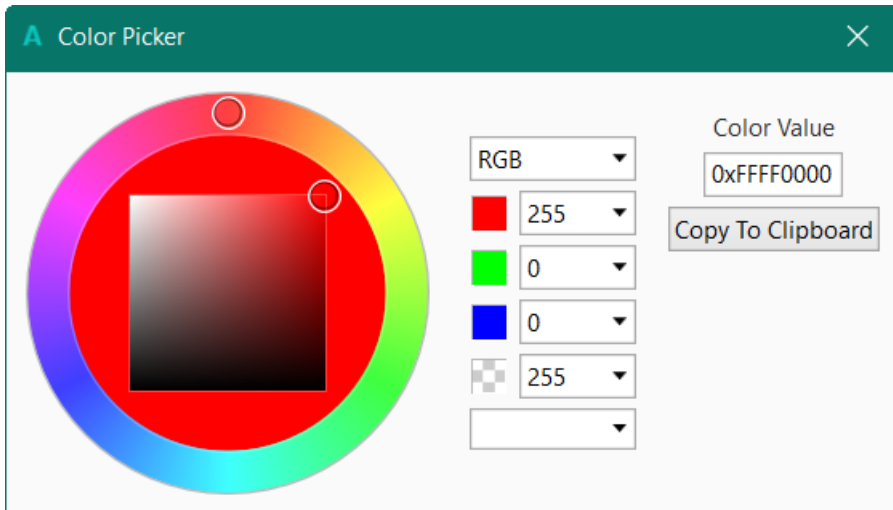 A Color Picker
RGB
255
0
0
255
Color Value
0xFFFF0000
Copy To Clipboard